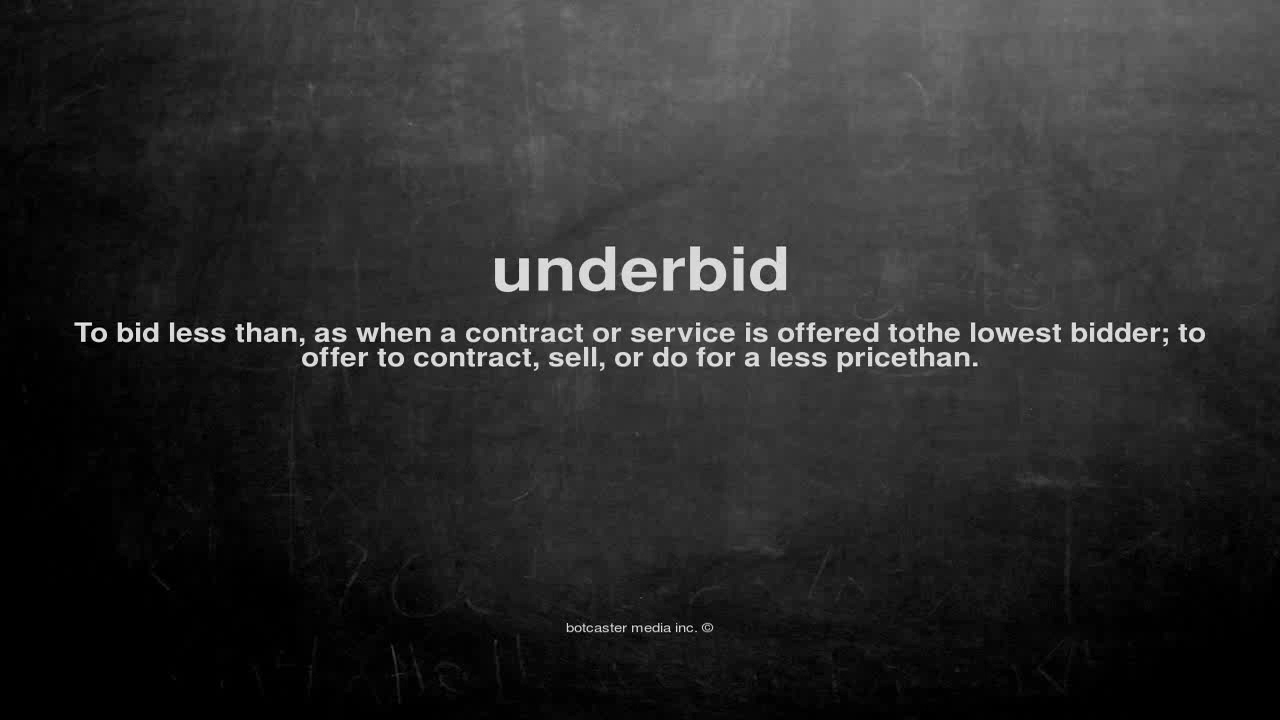 underbid
To bid less than, as when a contract or service is offered tothe lowest bidder; to
offer to contract, sell, or do for a less pricethan.
botcaster media inc. ©